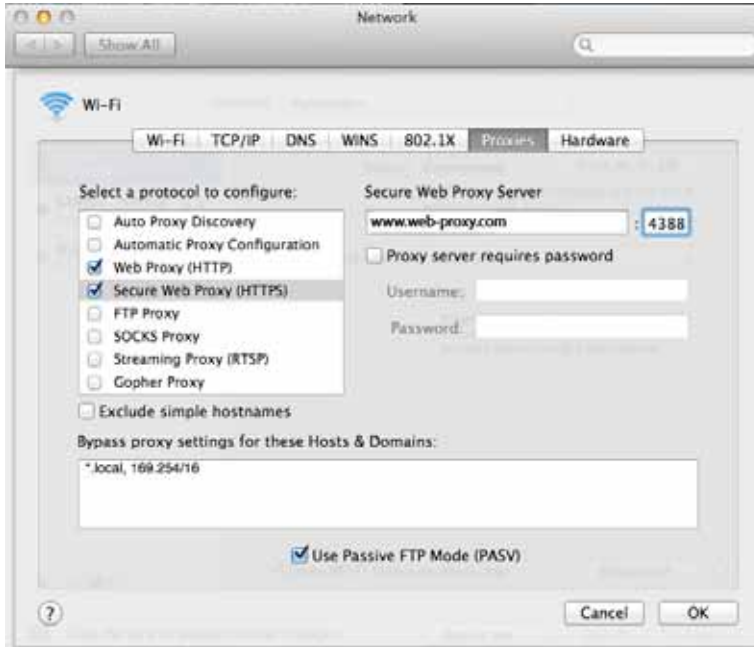 Network
Show All
Wi-Fi
Wi-Fi TCP/IP DNS WINS 802.1X Proxies Hardware
Select a protocol to configure:
Auto Proxy Discovery
Automatic Proxy Configuration
Web Proxy (HTTP)
Secure Web Proxy (HTTPS)
FTP Proxy
SOCKS Proxy
Streaming Proxy (RTSP)
Gopher Proxy
Exclude simple hostnames
Secure Web Proxy Server
www.web-proxy.com : 4388
Proxy server requires password
Username:
Password:
Bypass proxy settings for these Hosts & Domains:
*.local, 169.254/16
Use Passive FTP Mode (PASV)
? Cancel OK